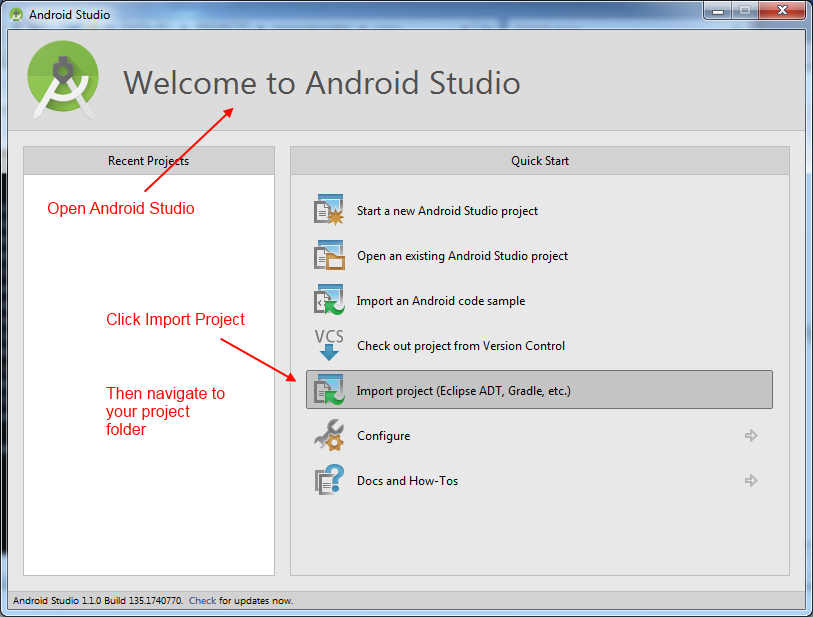 Android Studio
Welcome to Android Studio
Recent Projects
Open Android Studio
Click Import Project
Then navigate to
your project
folder
Quick Start
Start a new Android Studio project
Open an existing Android Studio project
Import an Android code sample
VCS
Check out project from Version Control
Import project (Eclipse ADT, Gradle, etc.)
Configure
Docs and How-Tos
Android Studio 1.1.0 Build 135.1740770. Check for updates now.